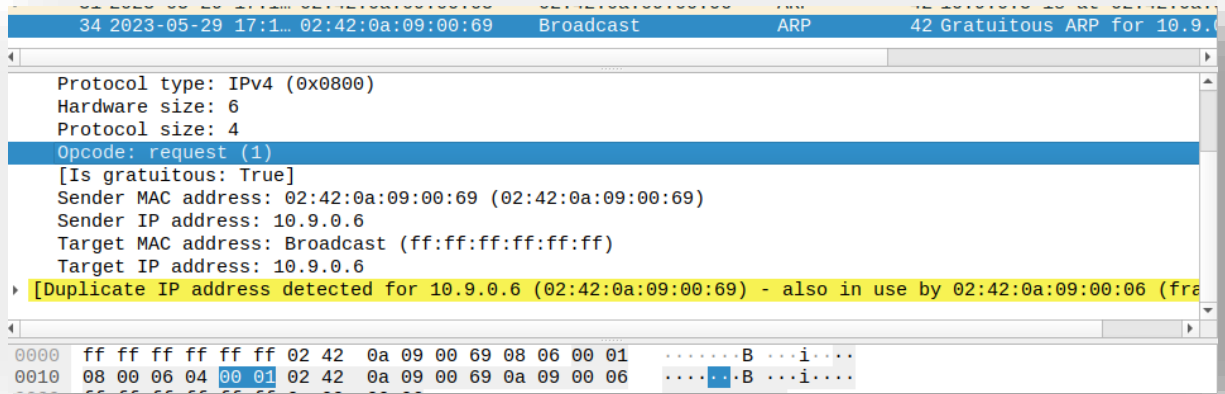 34 2023-05-29 17:1… 02:42:0a:09:00:69 Broadcast ARP 42 Gratuitous ARP for 10.9.
Protocol type: IPv4 (0x0800)
Hardware size: 6
Protocol size: 4
Opcode: request (1)
[Is gratuitous: True]
Sender MAC address: 02:42:0a:09:00:69 (02:42:0a:09:00:69)
Sender IP address: 10.9.0.6
Target MAC address: Broadcast (ff:ff:ff:ff:ff:ff)
Target IP address: 10.9.0.6
[Duplicate IP address detected for 10.9.0.6 (02:42:0a:09:00:69) - also in use by 02:42:0a:09:00:06 (fra
0000 ff ff ff ff ff ff 02 42 0a 09 00 69 08 06 00 01 ·······B ···i····
0010 08 00 06 04 00 01 02 42 0a 09 00 69 0a 09 00 06 ·······B ···i····